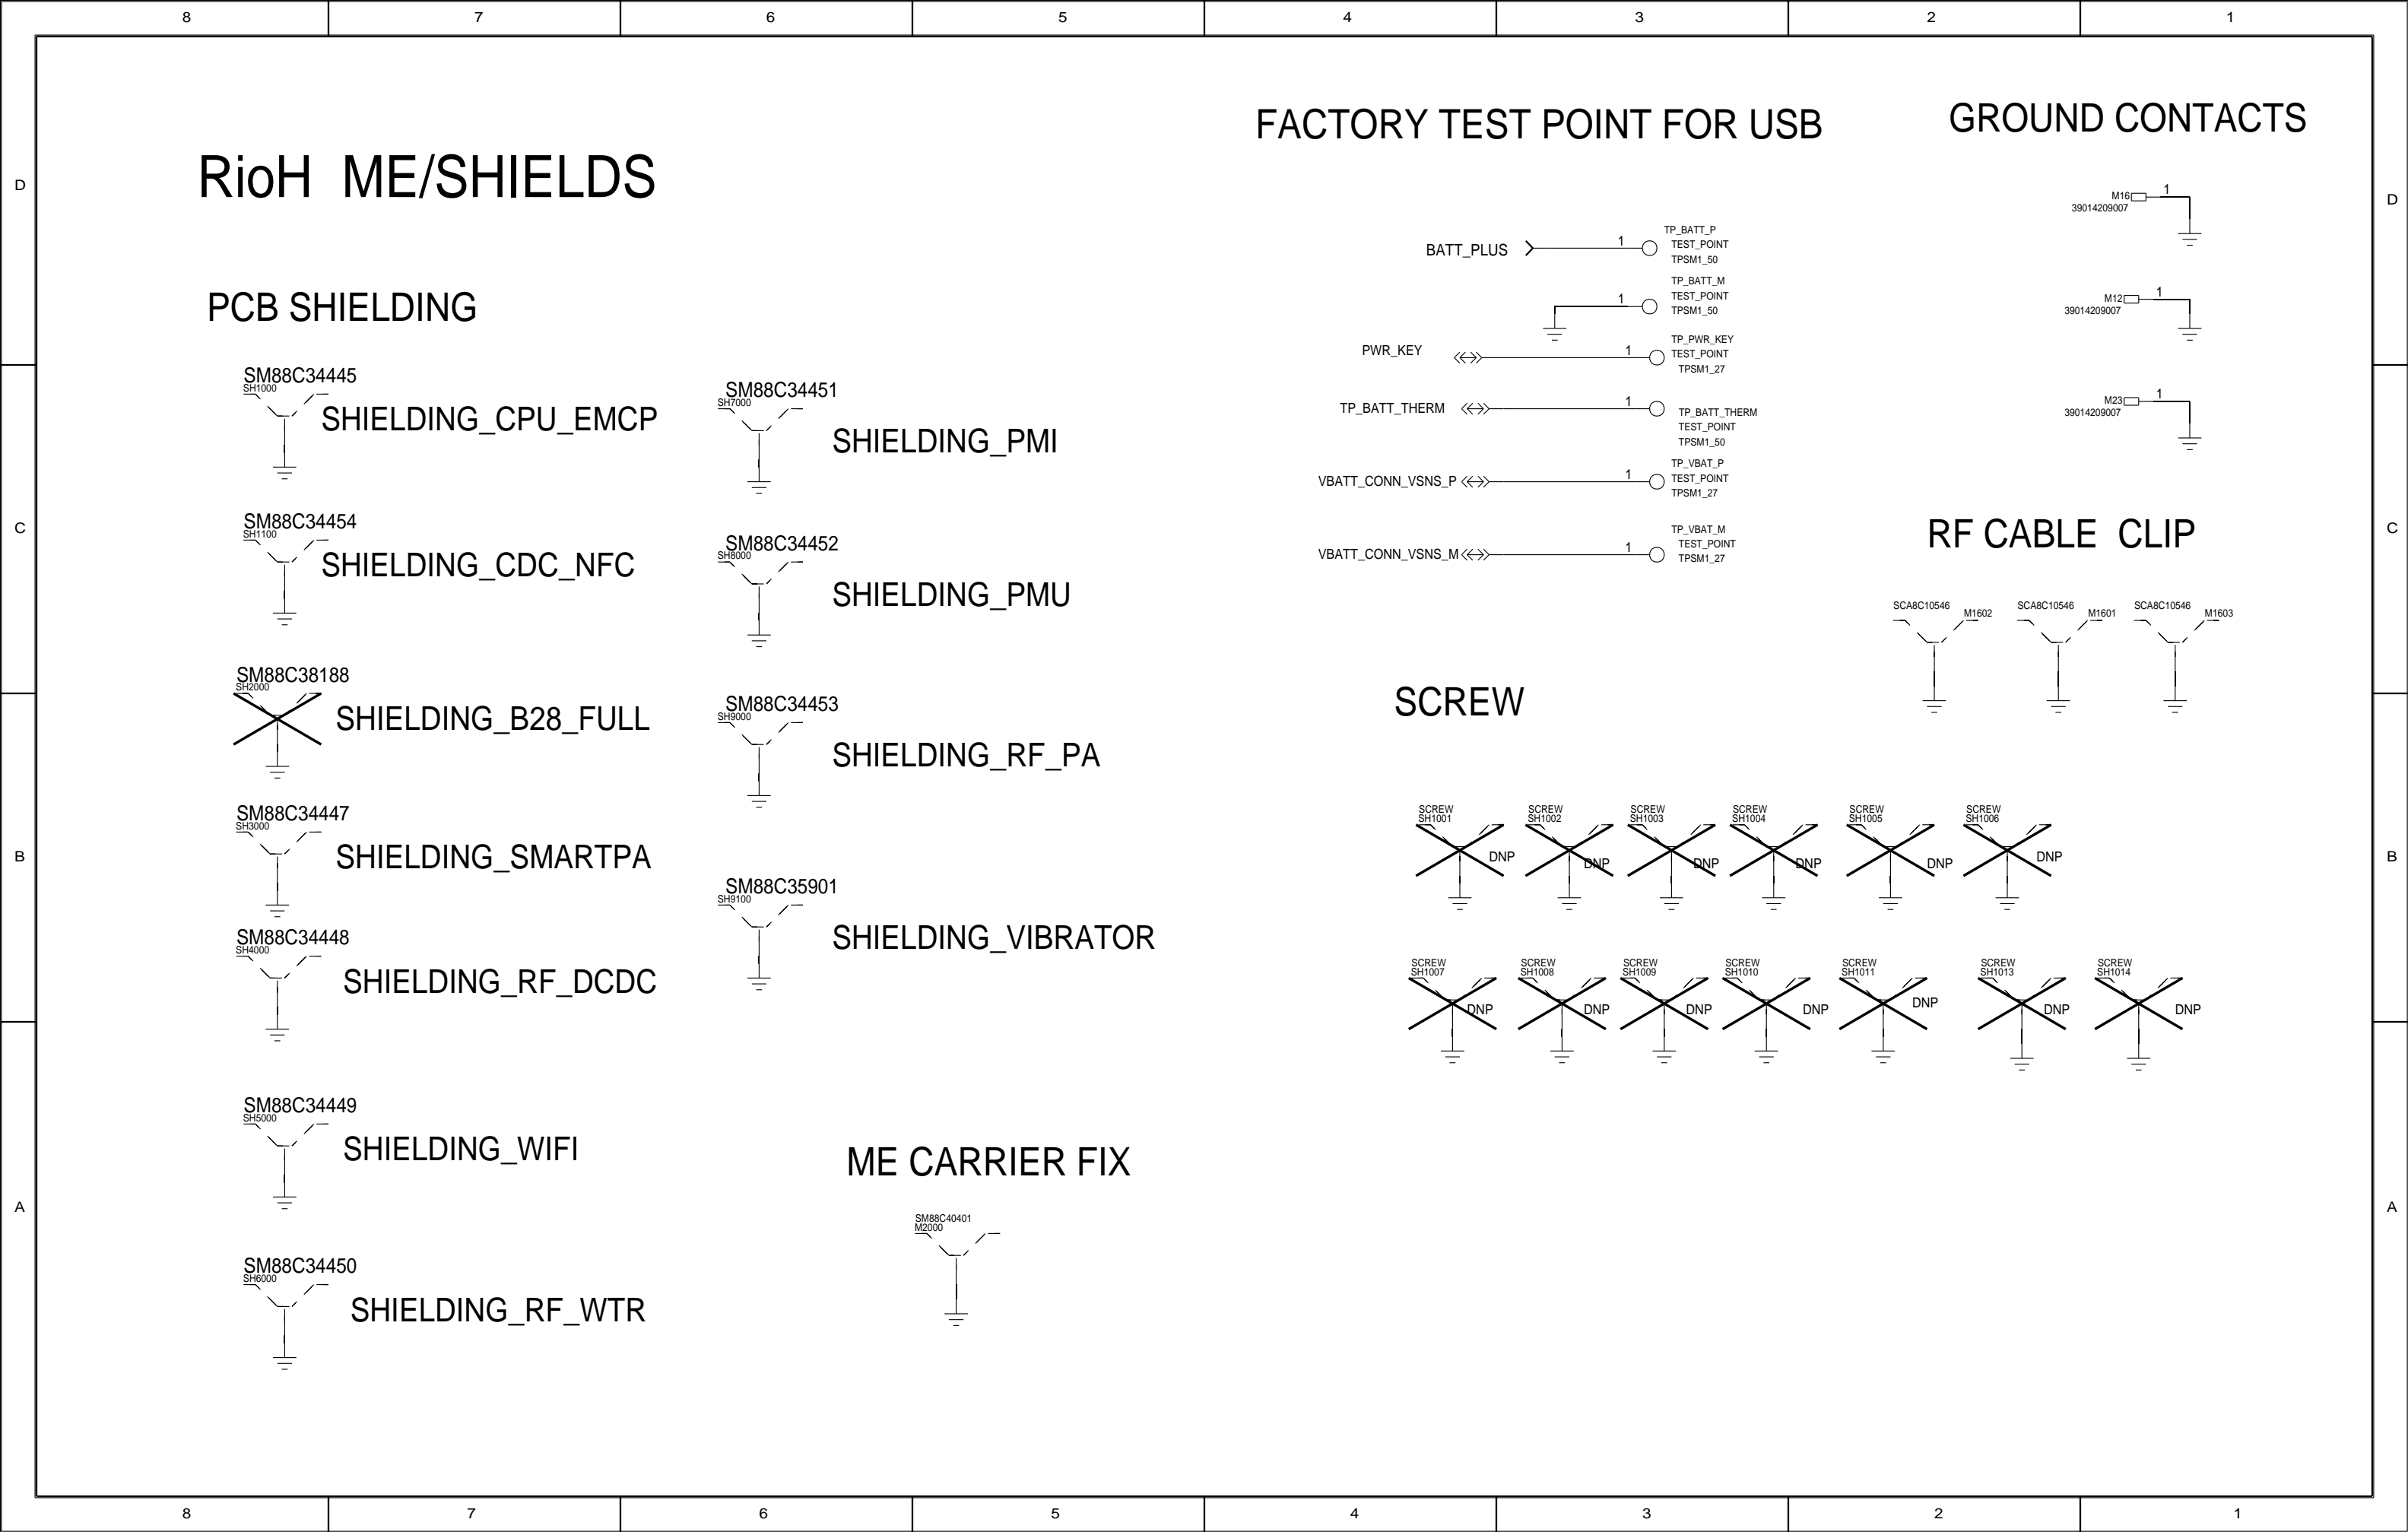 8 7 6 5 4 3 2 1
FACTORY TEST POINT FOR USB
GROUND CONTACTS
RioH ME/SHIELDS
D
D
M16 1
39014209007
M12 1
39014209007
M23 1
39014209007
BATT_PLUS 1 TP_BATT_P
TEST_POINT
TPSM1_50
1 TP_BATT_M
TEST_POINT
TPSM1_50
PWR_KEY 1 TP_PWR_KEY
TEST_POINT
TPSM1_27
TP_BATT_THERM 1 TP_BATT_THERM
TEST_POINT
TPSM1_50
VBATT_CONN_VSNS_P 1 TP_VBAT_P
TEST_POINT
TPSM1_27
VBATT_CONN_VSNS_M 1 TP_VBAT_M
TEST_POINT
TPSM1_27
PCB SHIELDING
SM88C34445
SH1000
SHIELDING_CPU_EMCP
SM88C34454
SH1100
SHIELDING_CDC_NFC
SM88C38188
SH2000
SHIELDING_B28_FULL
SM88C34447
SH3000
SHIELDING_SMARTPA
SM88C34448
SH4000
SHIELDING_RF_DCDC
SM88C34449
SH5000
SHIELDING_WIFI
SM88C34450
SH6000
SHIELDING_RF_WTR
SM88C34451
SH7000
SHIELDING_PMI
SM88C34452
SH8000
SHIELDING_PMU
SM88C34453
SH9000
SHIELDING_RF_PA
SM88C35901
SH9100
SHIELDING_VIBRATOR
C
C
RF CABLE CLIP
SCA8C10546 M1602
SCA8C10546 M1601
SCA8C10546 M1603
SCREW
B
B
SCREW
SH1001
DNP
SCREW
SH1002
DNP
SCREW
SH1003
DNP
SCREW
SH1004
DNP
SCREW
SH1005
DNP
SCREW
SH1006
DNP
SCREW
SH1007
DNP
SCREW
SH1008
DNP
SCREW
SH1009
DNP
SCREW
SH1010
DNP
SCREW
SH1011
DNP
SCREW
SH1013
DNP
SCREW
SH1014
DNP
ME CARRIER FIX
SM88C40401
M2000
A
A
8 7 6 5 4 3 2 1